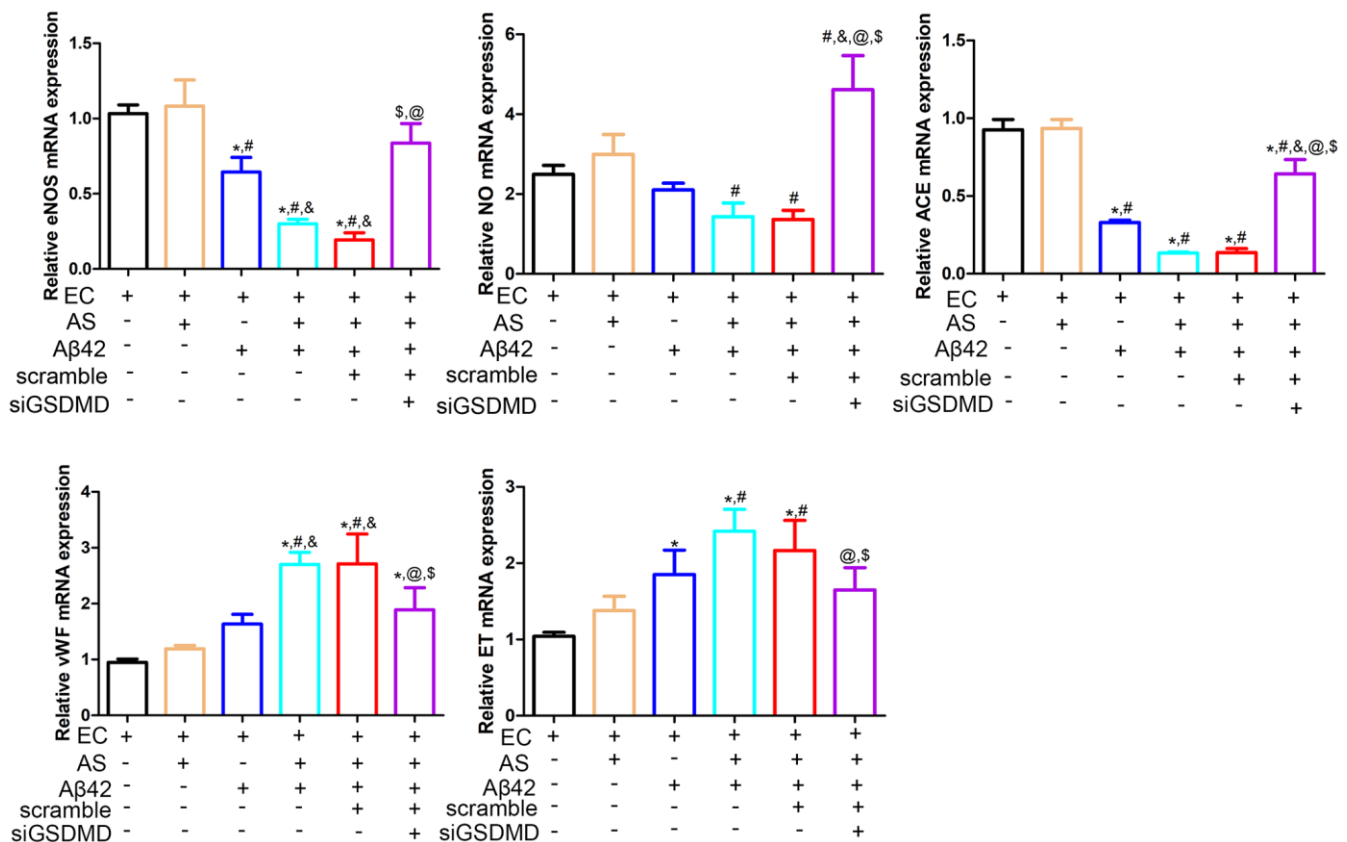 Relative eNOS mRNA expression
1.5
1.0
0.5
0.0
*,#
*,#,&
*,#,&
$,@
EC + + + + + +
AS - + - + + +
Aβ42 - - + + + +
scramble - - - - + +
siGSDMD - - - - - +
Relative NO mRNA expression
6
4
2
0
#
#
#,&,@,$
EC + + + + + +
AS - + - + + +
Aβ42 - - + + + +
scramble - - - - + +
siGSDMD - - - - - +
Relative ACE mRNA expression
1.5
1.0
0.5
0.0
*,#
*,#
*,#
*,#,&,@,$
EC + + + + + +
AS - + - + + +
Aβ42 - - + + + +
scramble - - - - + +
siGSDMD - - - - - +
Relative vWF mRNA expression
4
3
2
1
0
*,#,&
*,#,&
*,@,$
EC + + + + + +
AS - + - + + +
Aβ42 - - + + + +
scramble - - - - + +
siGSDMD - - - - - +
Relative ET mRNA expression
3
2
1
0
*
*,#
*,#
@,$
EC + + + + + +
AS - + - + + +
Aβ42 - - + + + +
scramble - - - - + +
siGSDMD - - - - - +